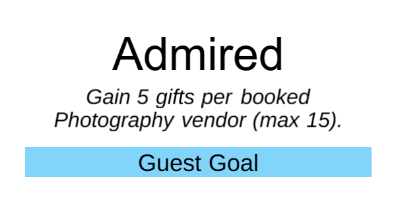 Admired
Gain 5 gifts per booked
Photography vendor (max 15).
Guest Goal